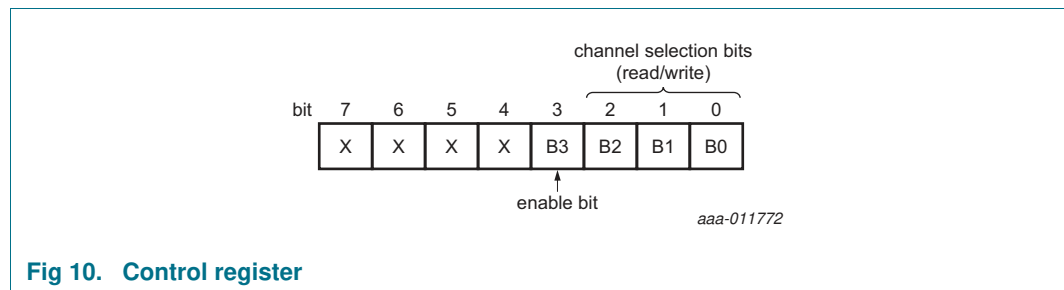 channel selection bits
(read/write)
bit 7 6 5 4 3 2 1 0
X X X X B3 B2 B1 B0
enable bit
aaa-011772
Fig 10. Control register